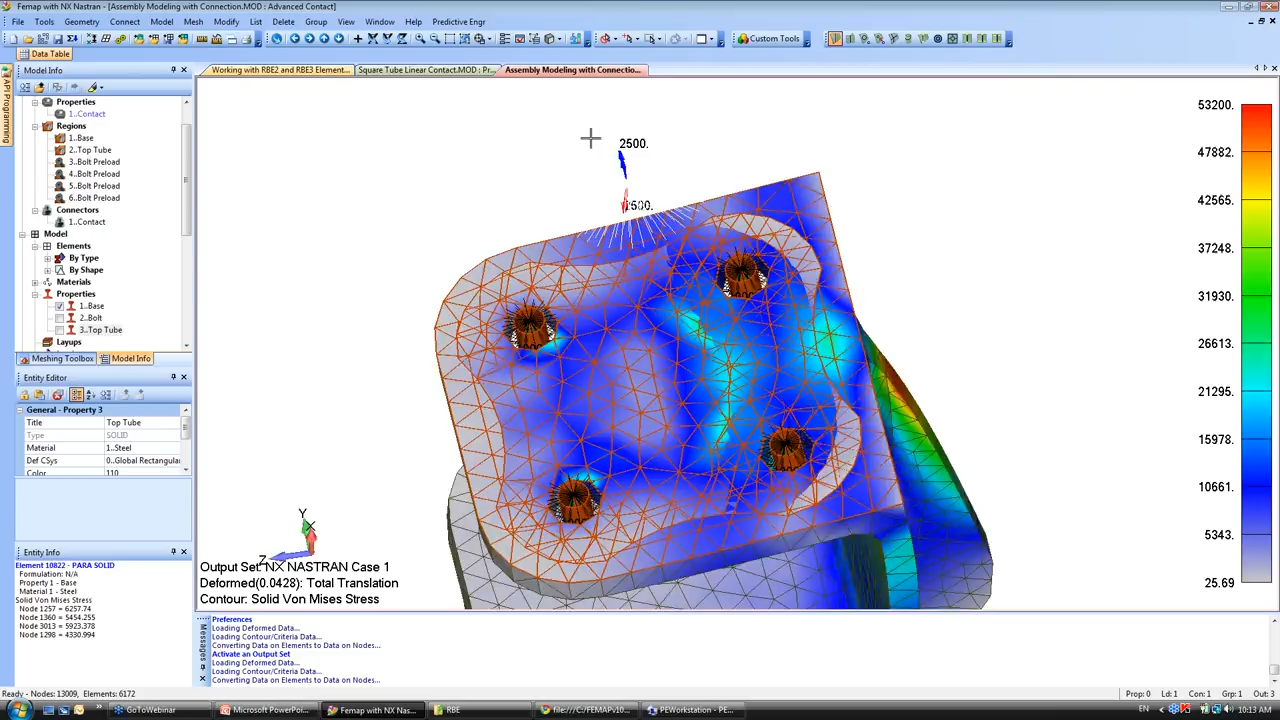 Femap with NX Nastran - [Assembly Modeling with Connection.MOD : Advanced Contact]
File Tools Geometry Connect Model Mesh Modify List Delete Group View Window Help Predictive Engr
Custom Tools
Data Table
Model Info
Working with RBE2 and RBE3 Element... Square Tube Linear Contact.MOD : Pr... Assembly Modeling with Connectio...
API Programming
Properties
1..Contact
Regions
1..Base
2..Top Tube
3..Bolt Preload
4..Bolt Preload
5..Bolt Preload
6..Bolt Preload
Connectors
1..Contact
Model
Elements
By Type
By Shape
Materials
Properties
1..Base
2..Bolt
3..Top Tube
Layups
Meshing Toolbox Model Info
Entity Editor
General - Property 3
Title Top Tube
Type SOLID
Material 1..Steel
Def CSys 0..Global Rectangular
Color 110
Entity Info
Element 10822 - PARA SOLID
Formulation: N/A
Property 1 - Base
Material 1 - Steel
Solid Von Mises Stress
Node 1257 = 6257.74
Node 1360 = 5454.255
Node 3013 = 5923.378
Node 1298 = 4330.994
2500.
2500.
53200.
47882.
42565.
37248.
31930.
26613.
21295.
15978.
10661.
5343.
25.69
Y
X
Z
Output Set: NX NASTRAN Case 1
Deformed(0.0428): Total Translation
Contour: Solid Von Mises Stress
Messages
Preferences
Loading Deformed Data...
Loading Contour/Criteria Data...
Converting Data on Elements to Data on Nodes...
Activate an Output Set
Loading Deformed Data...
Loading Contour/Criteria Data...
Converting Data on Elements to Data on Nodes...
Ready - Nodes: 13009, Elements: 6172 Prop: 0 Ld: 1 Con: 1 Grp: 1 Out: 3
GoToWebinar Microsoft PowerPo... Femap with NX Nas... RBE file:///C:/FEMAPv10... PEWorkstation - PE... EN 10:13 AM